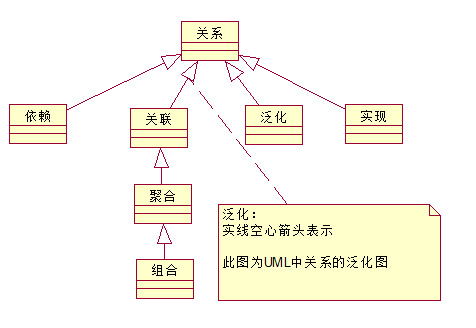 关系
依赖
关联
泛化
实现
聚合
组合
泛化：
实线空心箭头表示
此图为UML中关系的泛化图